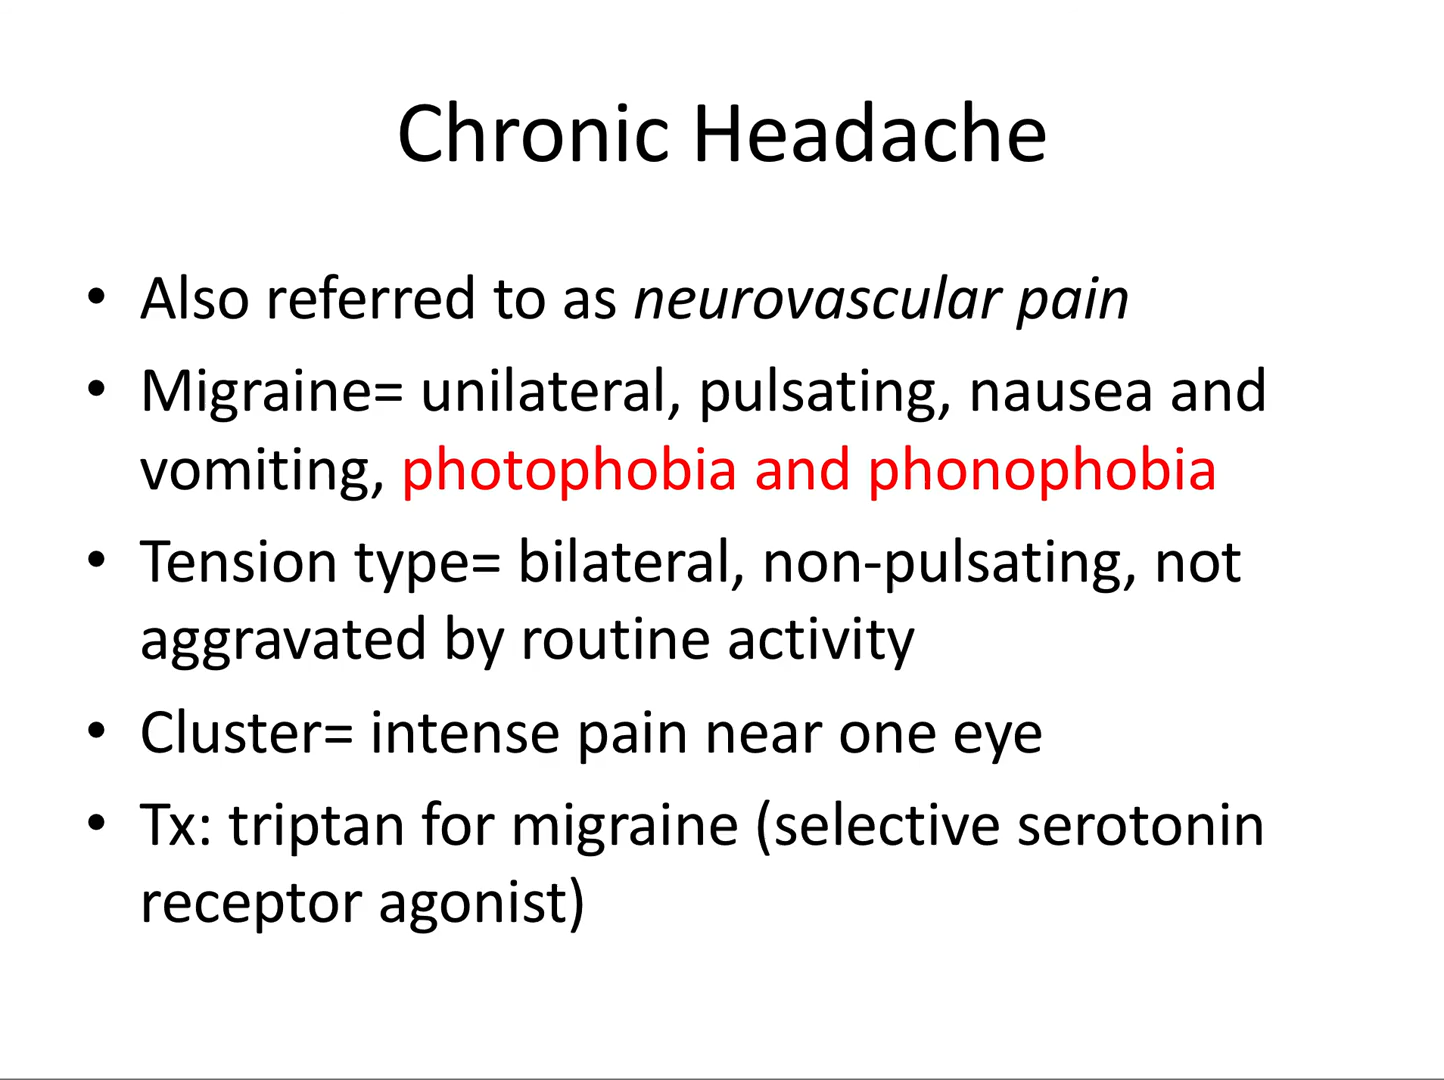 Chronic Headache
• Also referred to as neurovascular pain
• Migraine= unilateral, pulsating, nausea and
vomiting, photophobia and phonophobia
• Tension type= bilateral, non-pulsating, not
aggravated by routine activity
• Cluster= intense pain near one eye
• Tx: triptan for migraine (selective serotonin
receptor agonist)